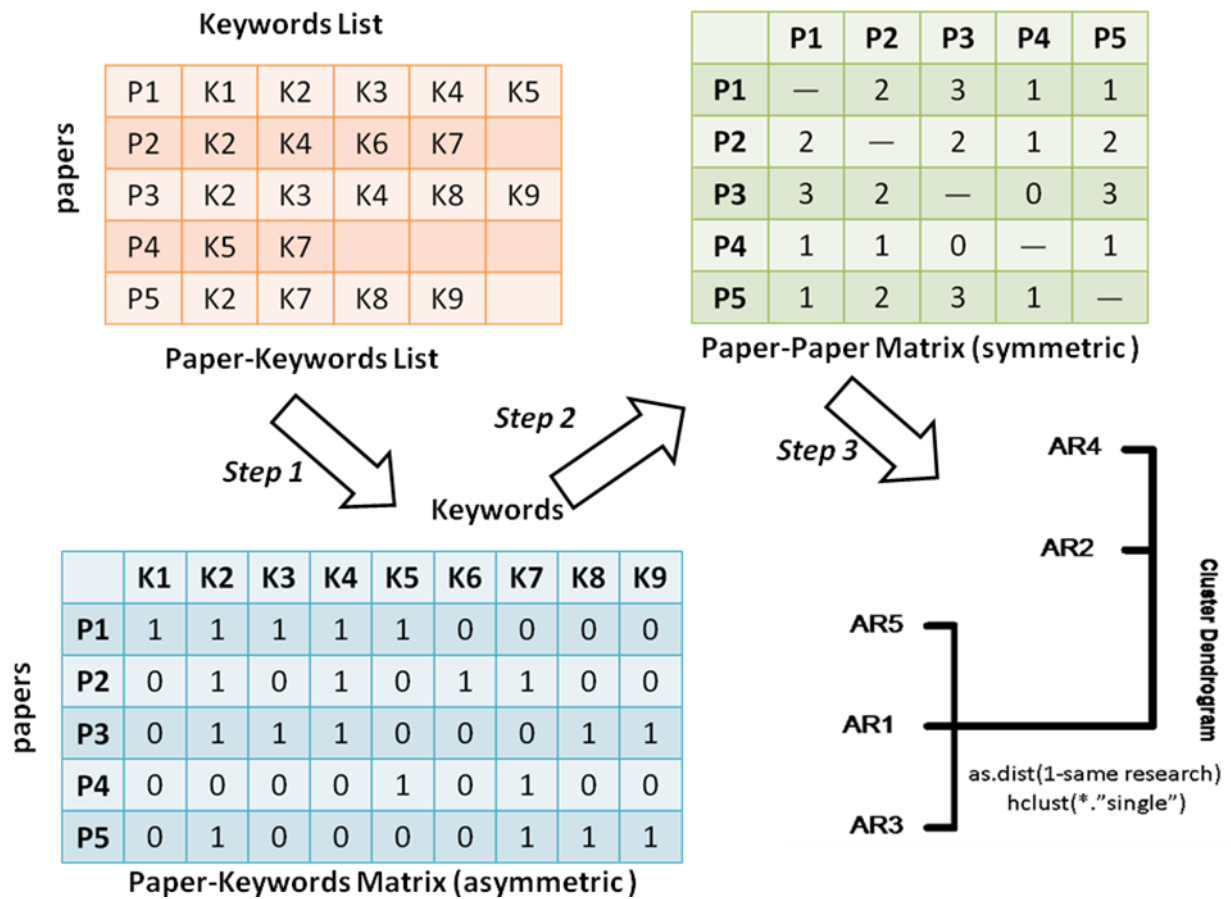 Keywords List
papers
P1 K1 K2 K3 K4 K5
P2 K2 K4 K6 K7
P3 K2 K3 K4 K8 K9
P4 K5 K7
P5 K2 K7 K8 K9
Paper-Keywords List
Step 1
Keywords
papers
K1 K2 K3 K4 K5 K6 K7 K8 K9
P1 1 1 1 1 1 0 0 0 0
P2 0 1 0 1 0 1 1 0 0
P3 0 1 1 1 0 0 0 1 1
P4 0 0 0 0 1 0 1 0 0
P5 0 1 0 0 0 0 1 1 1
Paper-Keywords Matrix (asymmetric)
Step 2
P1 P2 P3 P4 P5
P1 — 2 3 1 1
P2 2 — 2 1 2
P3 3 2 — 0 3
P4 1 1 0 — 1
P5 1 2 3 1 —
Paper-Paper Matrix (symmetric )
Step 3
AR4
AR2
AR5
AR1
AR3
Cluster Dendrogram
as.dist(1-same research)
hclust(*."single")